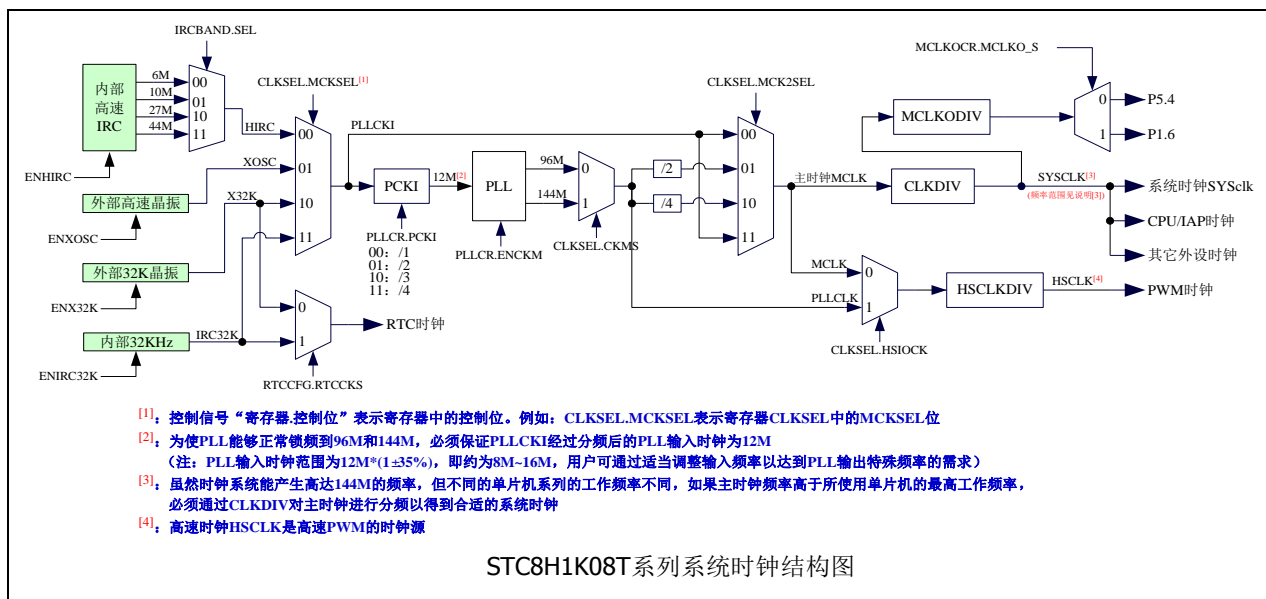 IRCBAND.SEL
内部
高速
IRC
6M
10M
27M
44M
00
01
10
11
ENHIRC
HIRC
CLKSEL.MCKSEL[1]
00
01
10
11
XOSC
外部高速晶振
ENXOSC
X32K
外部32K晶振
ENX32K
IRC32K
内部32KHz
ENIRC32K
0
1
RTC时钟
RTCCFG.RTCCKS
PLLCKI
PCKI
PLLCR.PCKI
00: /1
01: /2
10: /3
11: /4
12M[2]
PLL
PLLCR.ENCKM
96M
144M
0
1
CLKSEL.CKMS
/2
/4
CLKSEL.MCK2SEL
00
01
10
11
主时钟MCLK
CLKDIV
MCLKODIV
MCLKOCR.MCLKO_S
0
1
P5.4
P1.6
SYSCLK[3]
(频率范围见说明[3])
系统时钟SYSclk
CPU/IAP时钟
其它外设时钟
MCLK
PLLCLK
0
1
CLKSEL.HSIOCK
HSCLKDIV
HSCLK[4]
PWM时钟
[1]：控制信号“寄存器.控制位”表示寄存器中的控制位。例如：CLKSEL.MCKSEL表示寄存器CLKSEL中的MCKSEL位
[2]：为使PLL能够正常锁频到96M和144M，必须保证PLLCKI经过分频后的PLL输入时钟为12M
（注：PLL输入时钟范围为12M*(1±35%)，即约为8M~16M，用户可通过适当调整输入频率以达到PLL输出特殊频率的需求）
[3]：虽然时钟系统能产生高达144M的频率，但不同的单片机系列的工作频率不同，如果主时钟频率高于所使用单片机的最高工作频率，
必须通过CLKDIV对主时钟进行分频以得到合适的系统时钟
[4]：高速时钟HSCLK是高速PWM的时钟源
STC8H1K08T系列系统时钟结构图